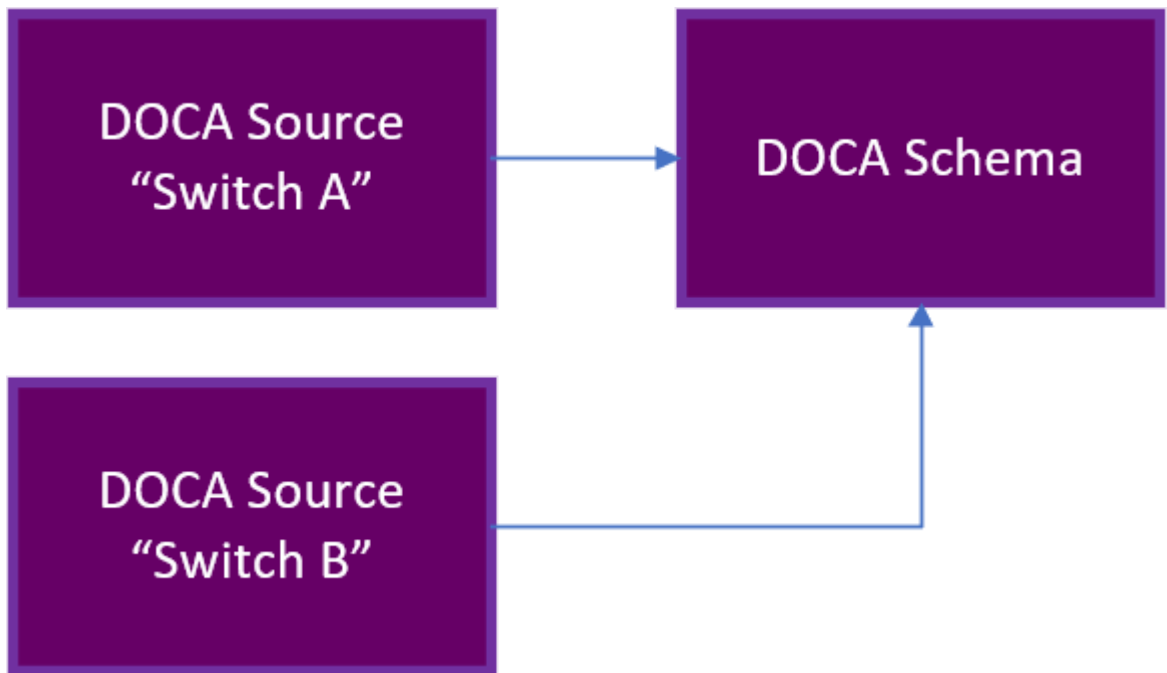 DOCA Source
“Switch A”
DOCA Schema
DOCA Source
“Switch B”